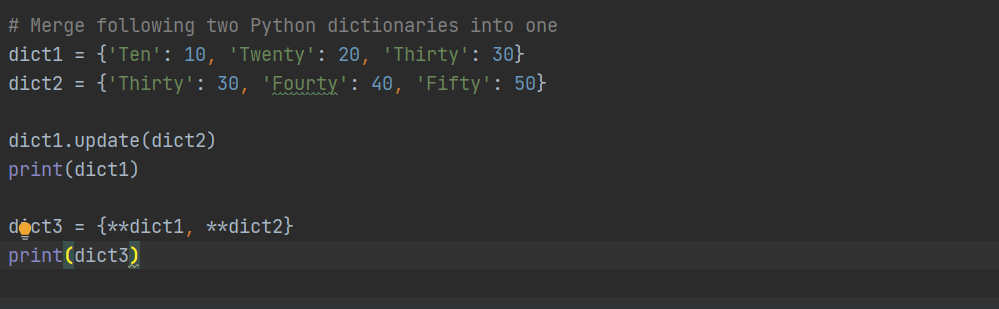 # Merge following two Python dictionaries into one
dict1 = {'Ten': 10, 'Twenty': 20, 'Thirty': 30}
dict2 = {'Thirty': 30, 'Fourty': 40, 'Fifty': 50}
dict1.update(dict2)
print(dict1)
dict3 = {**dict1, **dict2}
print(dict3)